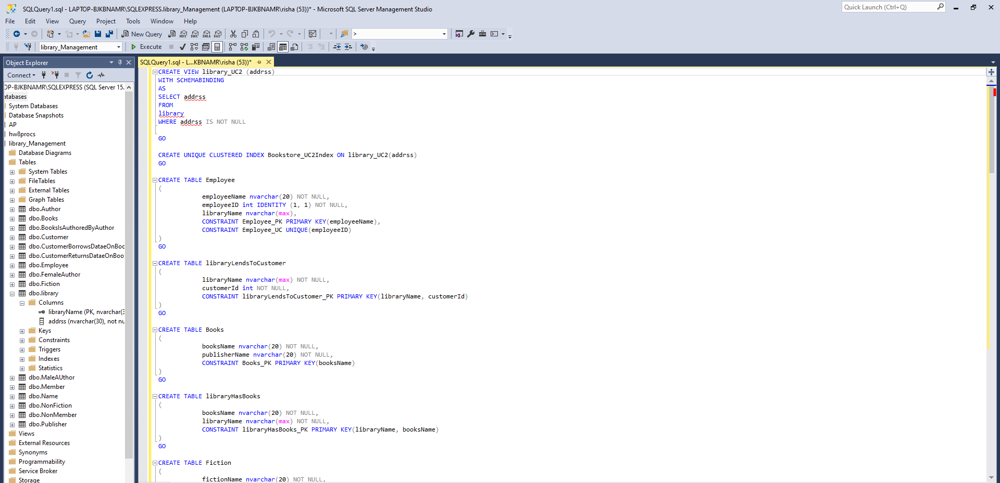 SQLQuery1.sql - LAPTOP-BJKBNAMR\SQLEXPRESS.library_Management (LAPTOP-BJKBNAMR\risha (53))* - Microsoft SQL Server Management Studio
Quick Launch (Ctrl+Q)
File Edit View Query Project Tools Window Help
New Query
MDX DMX XMLA DAX
>
library_Management
Execute
Object Explorer
SQLQuery1.sql - L...KBNAMR\risha (53))*
Connect
OP-BJKBNAMR\SQLEXPRESS (SQL Server 15.
atabases
System Databases
Database Snapshots
AP
hw8procs
library_Management
Database Diagrams
Tables
System Tables
FileTables
External Tables
Graph Tables
dbo.Author
dbo.Books
dbo.BooksIsAuthoredByAuthor
dbo.Customer
dbo.CustomerBorrowsDataeOnBoo
dbo.CustomerReturnsDataeOnBoo
dbo.Employee
dbo.FemaleAuthor
dbo.Fiction
dbo.library
Columns
libraryName (PK, nvarchar(3
addrss (nvarchar(30), not nu
Keys
Constraints
Triggers
Indexes
Statistics
dbo.MaleAUthor
dbo.Member
dbo.Name
dbo.NonFiction
dbo.NonMember
dbo.Publisher
Views
External Resources
Synonyms
Programmability
Service Broker
Storage
CREATE VIEW library_UC2 (addrss)
WITH SCHEMABINDING
AS
SELECT addrss
FROM
library
WHERE addrss IS NOT NULL
GO
CREATE UNIQUE CLUSTERED INDEX Bookstore_UC2Index ON library_UC2(addrss)
GO
CREATE TABLE Employee
(
employeeName nvarchar(20) NOT NULL,
employeeID int IDENTITY (1, 1) NOT NULL,
libraryName nvarchar(max),
CONSTRAINT Employee_PK PRIMARY KEY(employeeName),
CONSTRAINT Employee_UC UNIQUE(employeeID)
)
GO
CREATE TABLE libraryLendsToCustomer
(
libraryName nvarchar(max) NOT NULL,
customerId int NOT NULL,
CONSTRAINT libraryLendsToCustomer_PK PRIMARY KEY(libraryName, customerId)
)
GO
CREATE TABLE Books
(
booksName nvarchar(20) NOT NULL,
publisherName nvarchar(20) NOT NULL,
CONSTRAINT Books_PK PRIMARY KEY(booksName)
)
GO
CREATE TABLE libraryHasBooks
(
booksName nvarchar(20) NOT NULL,
libraryName nvarchar(max) NOT NULL,
CONSTRAINT libraryHasBooks_PK PRIMARY KEY(libraryName, booksName)
)
GO
CREATE TABLE Fiction
(
fictionName nvarchar(20) NOT NULL,